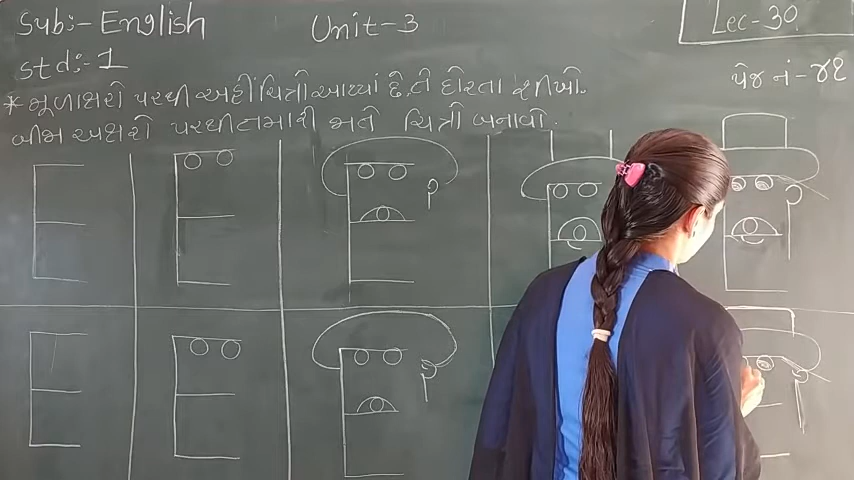 Sub:- English
Unit-3
Lec-30
Std:-1
પેજ નં-૪૨
* મૂળાક્ષરો પરથી અહીં ચિત્રો આપ્યાં છે, તે દોરતા શીખો.
બીજા અક્ષરો પરથી તમારી મતે ચિત્રો બનાવો.